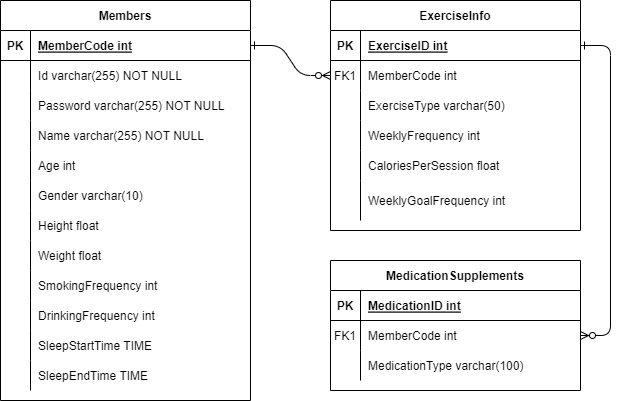 Members
PK MemberCode int
Id varchar(255) NOT NULL
Password varchar(255) NOT NULL
Name varchar(255) NOT NULL
Age int
Gender varchar(10)
Height float
Weight float
SmokingFrequency int
DrinkingFrequency int
SleepStartTime TIME
SleepEndTime TIME
ExerciseInfo
PK ExerciseID int
FK1 MemberCode int
ExerciseType varchar(50)
WeeklyFrequency int
CaloriesPerSession float
WeeklyGoalFrequency int
MedicationSupplements
PK MedicationID int
FK1 MemberCode int
MedicationType varchar(100)